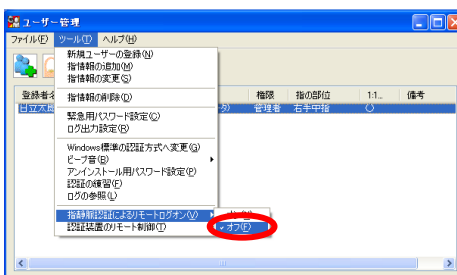 ユーザー管理
ファイル(F) ツール(T) ヘルプ(H)
新規ユーザーの登録(N)
指情報の追加(M)
指情報の変更(S)
指情報の削除(D)
緊急用パスワード設定(C)
ログ出力設定(R)
Windows標準の認証方式へ変更(G)
ビープ音(B)
アンインストール用パスワード設定(P)
認証の練習(E)
ログの参照(L)
指静脈認証によるリモートログオン(V)
認証装置のリモート制御(T)
オフ(F)
登録者 権限 指の部位 1:1... 備考
日立太郎 管理者 右手中指 ○